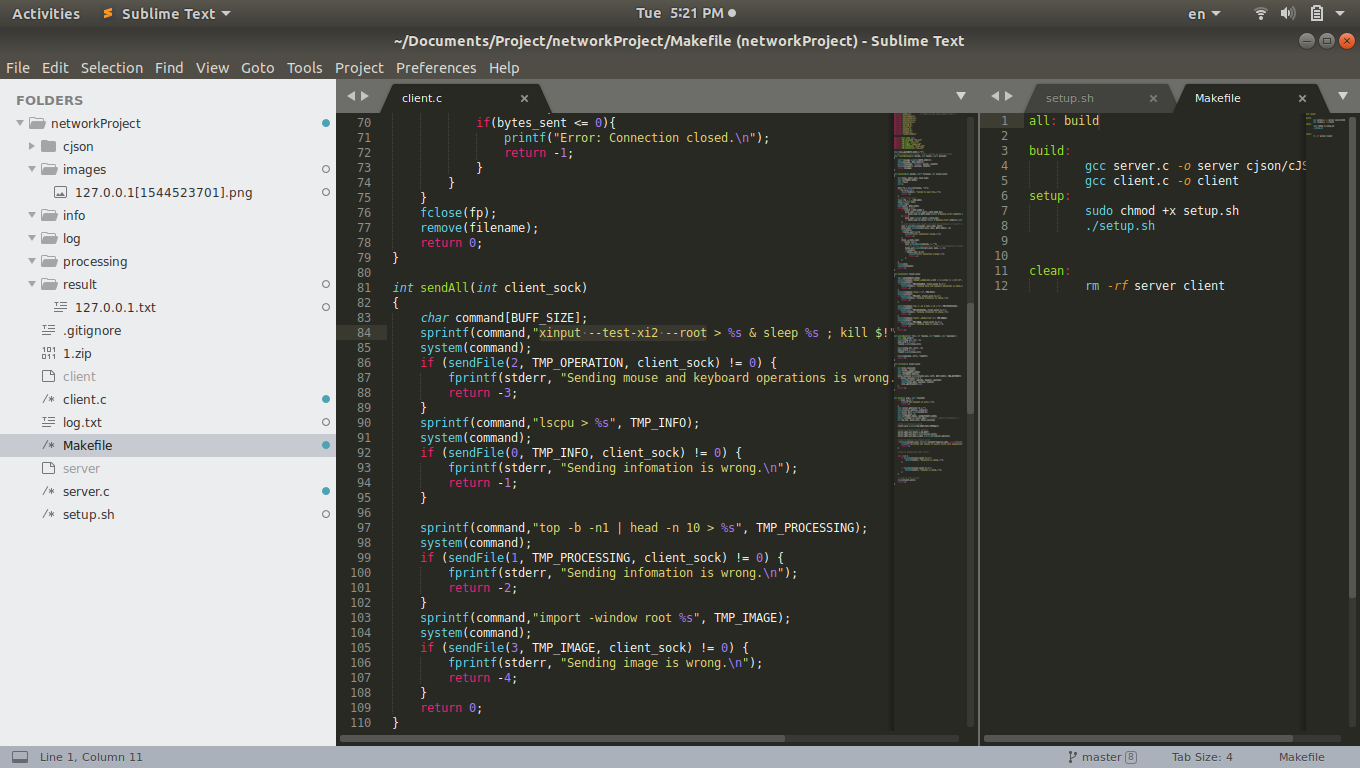 Activities
Sublime Text
Tue 5:21 PM
en
~/Documents/Project/networkProject/Makefile (networkProject) - Sublime Text
File Edit Selection Find View Goto Tools Project Preferences Help
FOLDERS
networkProject
cjson
images
127.0.0.1[1544523701].png
info
log
processing
result
127.0.0.1.txt
.gitignore
1.zip
client
client.c
log.txt
Makefile
server
server.c
setup.sh
client.c
70 if(bytes_sent <= 0){
71 printf("Error: Connection closed.\n");
72 return -1;
73 }
74 }
75 }
76 fclose(fp);
77 remove(filename);
78 return 0;
79 }
80
81 int sendAll(int client_sock)
82 {
83 char command[BUFF_SIZE];
84 sprintf(command,"xinput --test-xi2 --root > %s & sleep %s ; kill $!"
85 system(command);
86 if (sendFile(2, TMP_OPERATION, client_sock) != 0) {
87 fprintf(stderr, "Sending mouse and keyboard operations is wrong.
88 return -3;
89 }
90 sprintf(command,"lscpu > %s", TMP_INFO);
91 system(command);
92 if (sendFile(0, TMP_INFO, client_sock) != 0) {
93 fprintf(stderr, "Sending infomation is wrong.\n");
94 return -1;
95 }
96
97 sprintf(command,"top -b -n1 | head -n 10 > %s", TMP_PROCESSING);
98 system(command);
99 if (sendFile(1, TMP_PROCESSING, client_sock) != 0) {
100 fprintf(stderr, "Sending infomation is wrong.\n");
101 return -2;
102 }
103 sprintf(command,"import -window root %s", TMP_IMAGE);
104 system(command);
105 if (sendFile(3, TMP_IMAGE, client_sock) != 0) {
106 fprintf(stderr, "Sending image is wrong.\n");
107 return -4;
108 }
109 return 0;
110 }
setup.sh
Makefile
1 all: build
2
3 build:
4 gcc server.c -o server cjson/cJS
5 gcc client.c -o client
6 setup:
7 sudo chmod +x setup.sh
8 ./setup.sh
9
10
11 clean:
12 rm -rf server client
Line 1, Column 11
master 8
Tab Size: 4
Makefile